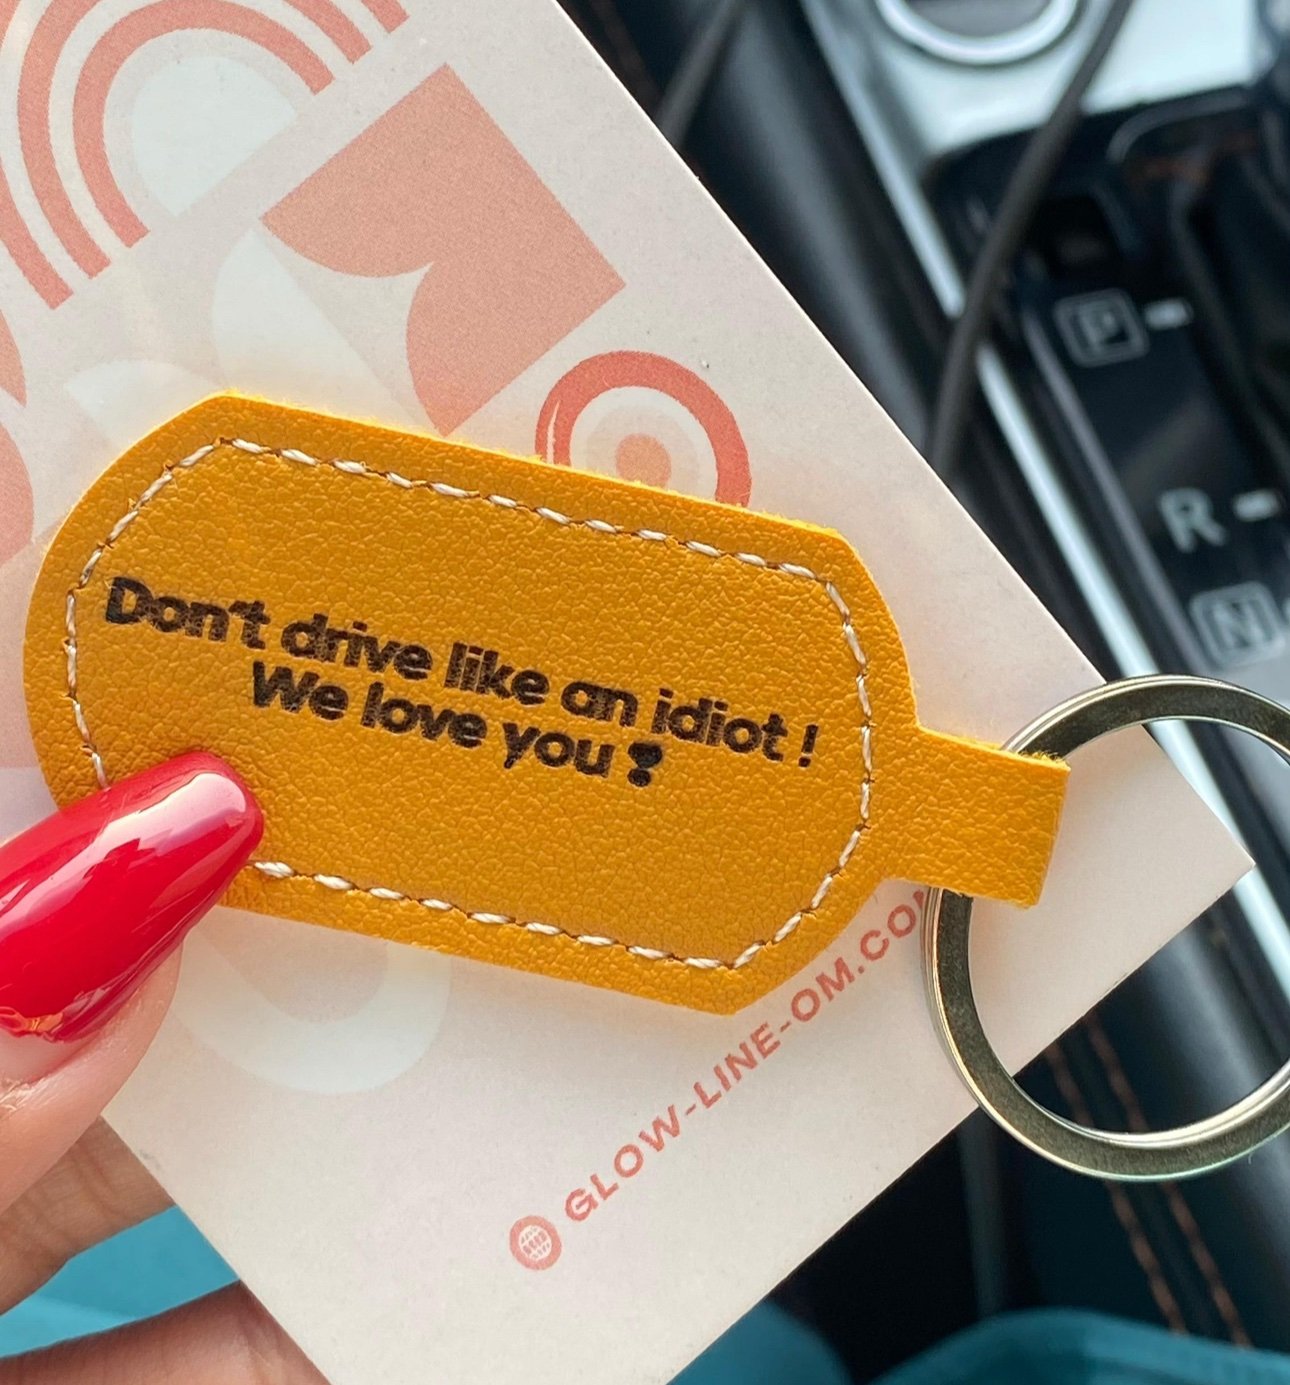 Don't drive like an idiot !
We love you ❣
GLOW-LINE-OM.CO
P
R
N